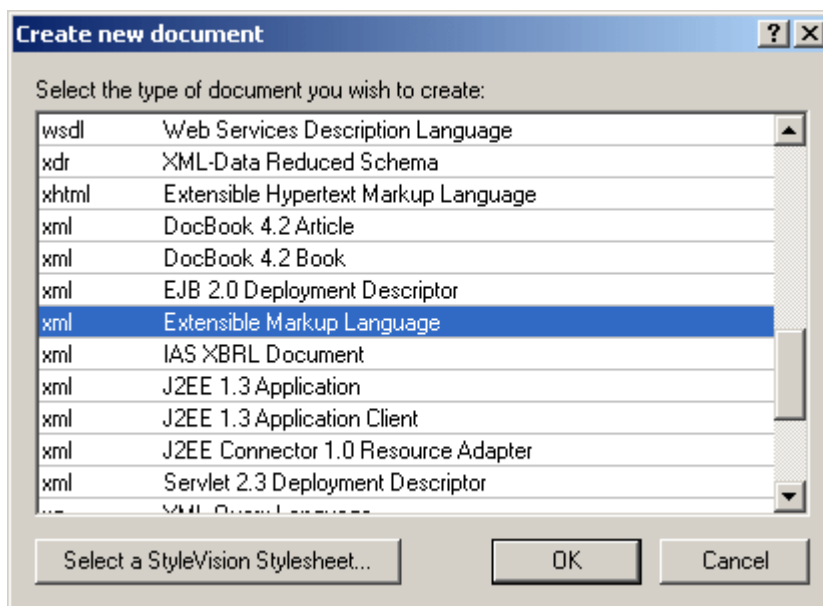 Create new document
Select the type of document you wish to create:
wsdl Web Services Description Language
xdr XML-Data Reduced Schema
xhtml Extensible Hypertext Markup Language
xml DocBook 4.2 Article
xml DocBook 4.2 Book
xml EJB 2.0 Deployment Descriptor
xml Extensible Markup Language
xml IAS XBRL Document
xml J2EE 1.3 Application
xml J2EE 1.3 Application Client
xml J2EE Connector 1.0 Resource Adapter
xml Servlet 2.3 Deployment Descriptor
XML Query Language
Select a StyleVision Stylesheet... OK Cancel